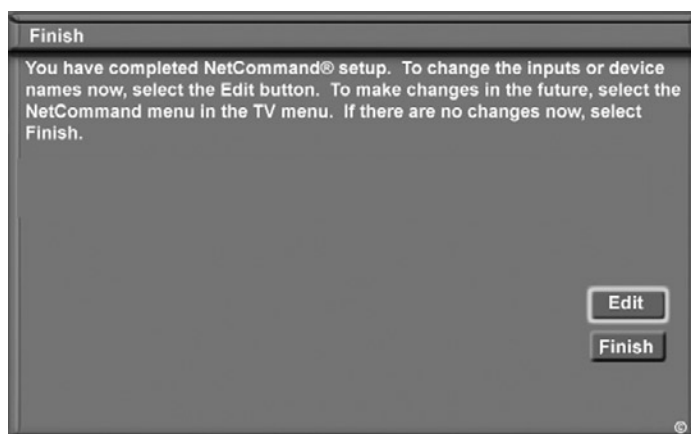 Finish
You have completed NetCommand® setup.  To change the inputs or device
names now, select the Edit button.  To make changes in the future, select the
NetCommand menu in the TV menu.  If there are no changes now, select
Finish.
Edit
Finish
©